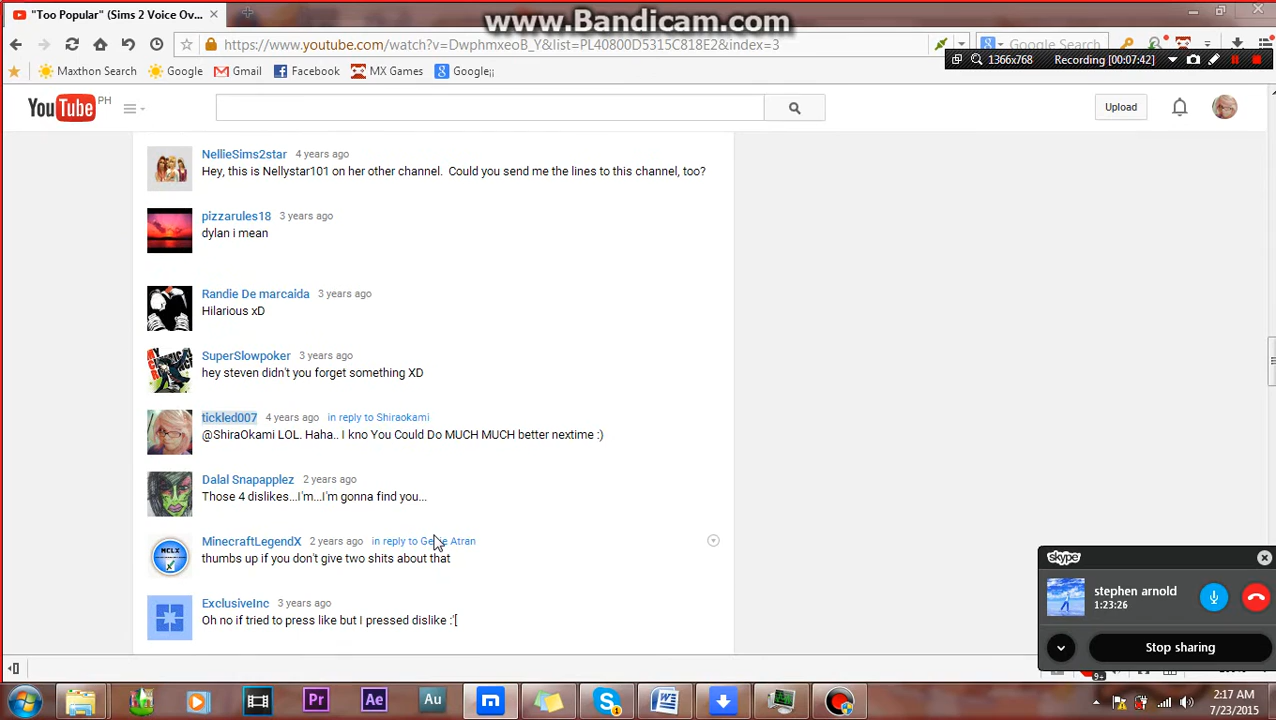 "Too Popular" (Sims 2 Voice Ov...
www.Bandicam.com
https://www.youtube.com/watch?v=DwphmxeoB_Y&list=PL40800D5315C818E2&index=3
Google Search
Maxthon Search
Google
Gmail
Facebook
MX Games
Google¡¡
1366x768
Recording [00:07:42]
YouTube PH
Upload
NellieSims2star 4 years ago
Hey, this is Nellystar101 on her other channel. Could you send me the lines to this channel, too?
pizzarules18 3 years ago
dylan i mean
Randie De marcaida 3 years ago
Hilarious xD
SuperSlowpoker 3 years ago
hey steven didn't you forget something XD
tickled007 4 years ago in reply to Shiraokami
@ShiraOkami LOL. Haha.. I kno You Could Do MUCH MUCH better nextime :)
Dalal Snapapplez 2 years ago
Those 4 dislikes...I'm...I'm gonna find you...
MCLX
MinecraftLegendX 2 years ago in reply to Atran
thumbs up if you don't give two shits about that
ExclusiveInc 3 years ago
Oh no if tried to press like but I pressed dislike :'[
skype
stephen arnold
1:23:26
Stop sharing
9+
Pr
Ae
Au
1
2:17 AM
7/23/2015